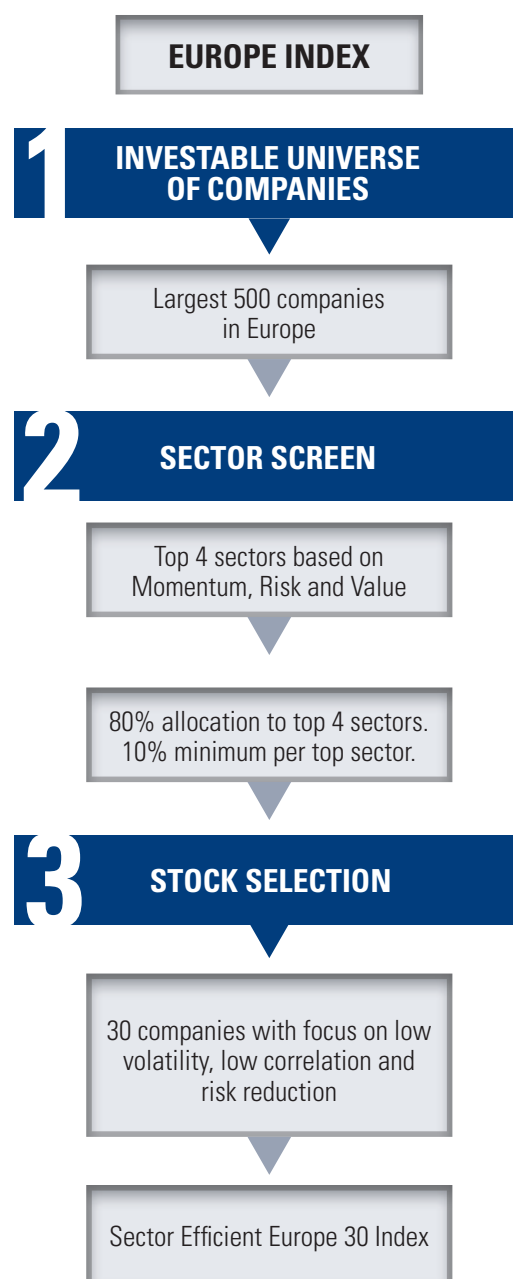 EUROPE INDEX
1
INVESTABLE UNIVERSE
OF COMPANIES
Largest 500 companies
in Europe
2
SECTOR SCREEN
Top 4 sectors based on
Momentum, Risk and Value
80% allocation to top 4 sectors.
10% minimum per top sector.
3
STOCK SELECTION
30 companies with focus on low
volatility, low correlation and
risk reduction
Sector Efficient Europe 30 Index